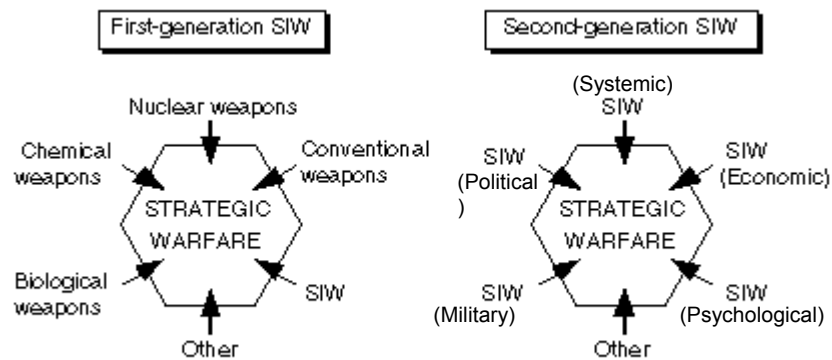 First-generation SIW
Nuclear weapons
Chemical
weapons
Conventional
weapons
STRATEGIC
WARFARE
Biological
weapons
SIW
Other
Second-generation SIW
(Systemic)
SIW
SIW
(Political
)
SIW
(Economic)
STRATEGIC
WARFARE
SIW
(Military)
SIW
(Psychological)
Other